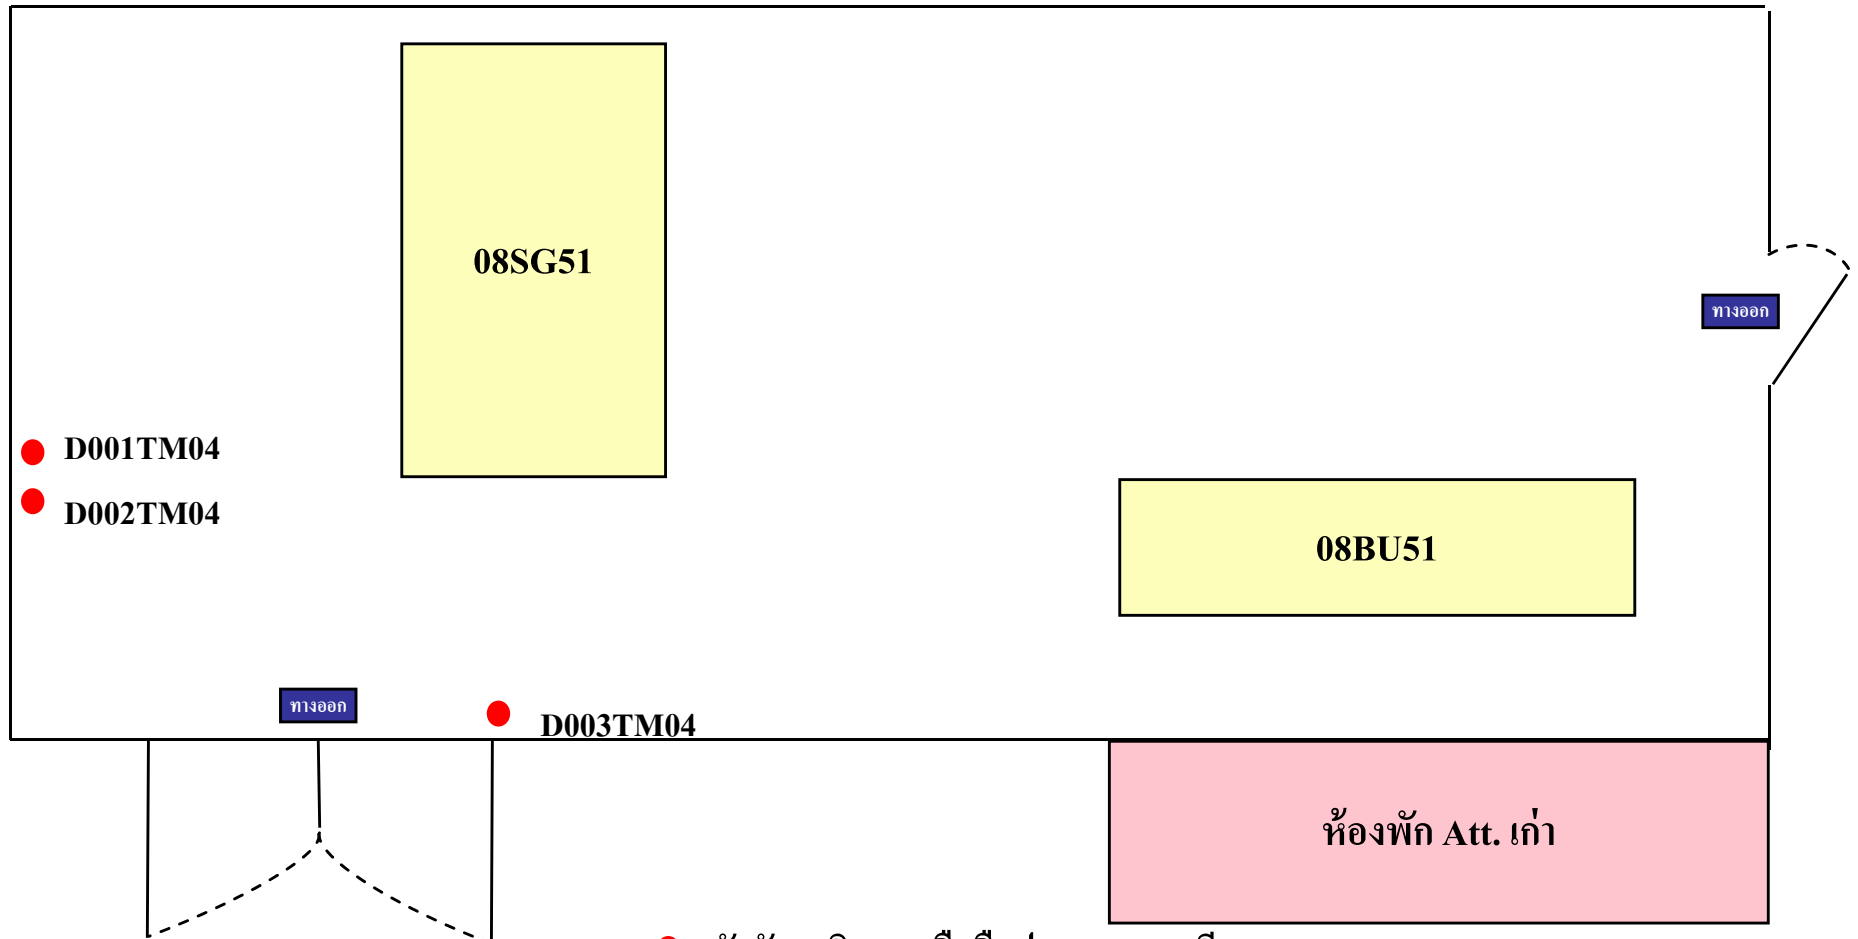 08SG51
ทางออก
D001TM04
D002TM04
08BU51
ทางออก
D003TM04
ห้องพัก Att. เก่า